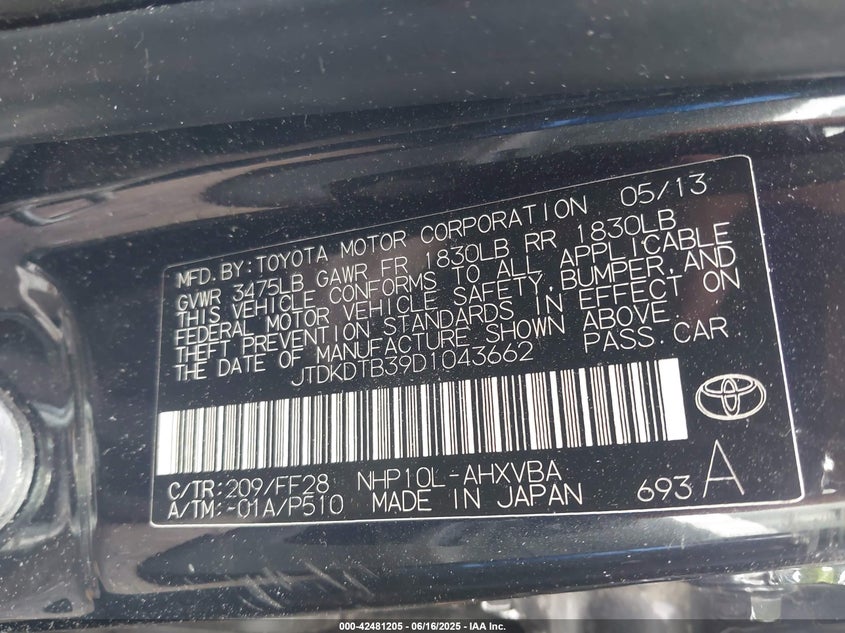 MFD. BY: TOYOTA MOTOR CORPORATION 05/13
GVWR 3475LB GAWR FR 1830LB RR 1830LB
THIS VEHICLE CONFORMS TO ALL APPLICABLE
FEDERAL MOTOR VEHICLE SAFETY, BUMPER, AND
THEFT PREVENTION STANDARDS IN EFFECT ON
THE DATE OF MANUFACTURE SHOWN ABOVE.
JTDKDTB39D1043662 PASS. CAR
C/TR: 209/FF28 NHP10L-AHXVBA
A/TM: -01A/P510 MADE IN JAPAN 693 A
000-42481205 - 06/16/2025 - IAA Inc.